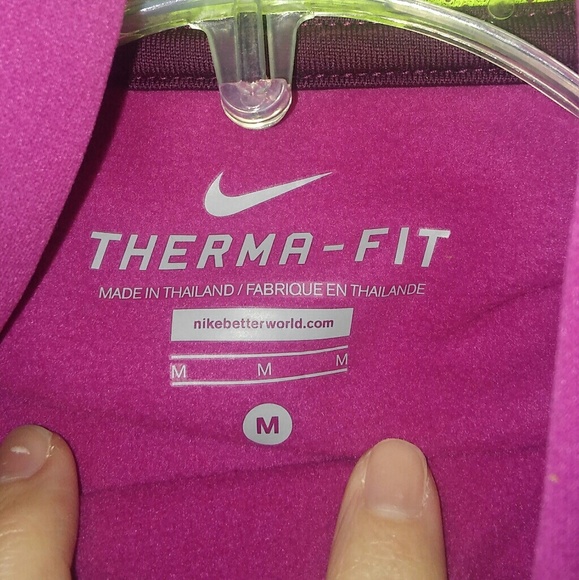 THERMA-FIT
MADE IN THAILAND / FABRIQUE EN THAILANDE
nikebetterworld.com
M M M
M